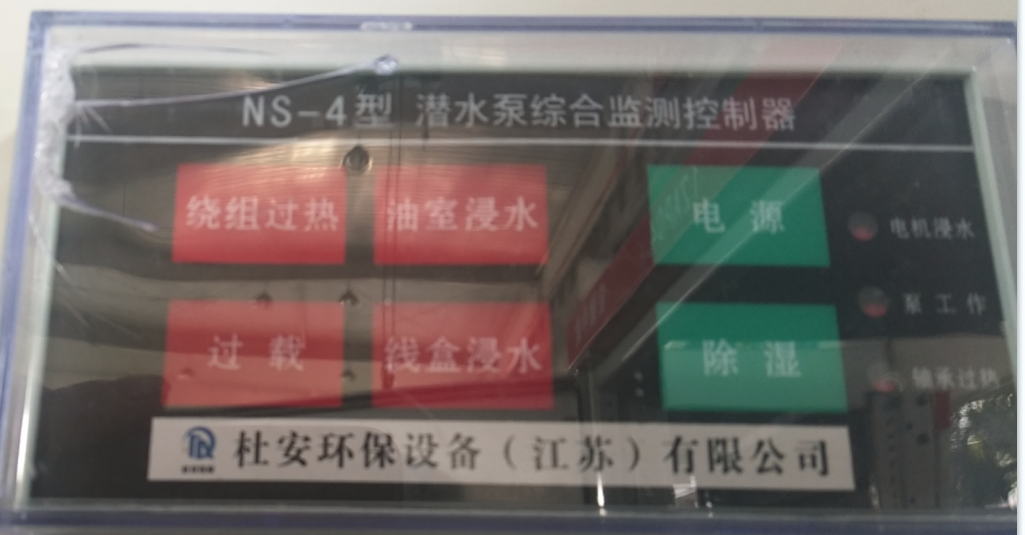 NS-4型 潜水泵综合监测控制器
绕组过热 油室浸水 电源 电机浸水
泵工作
过载 线盒浸水 除湿 轴承过热
杜安环保设备（江苏）有限公司